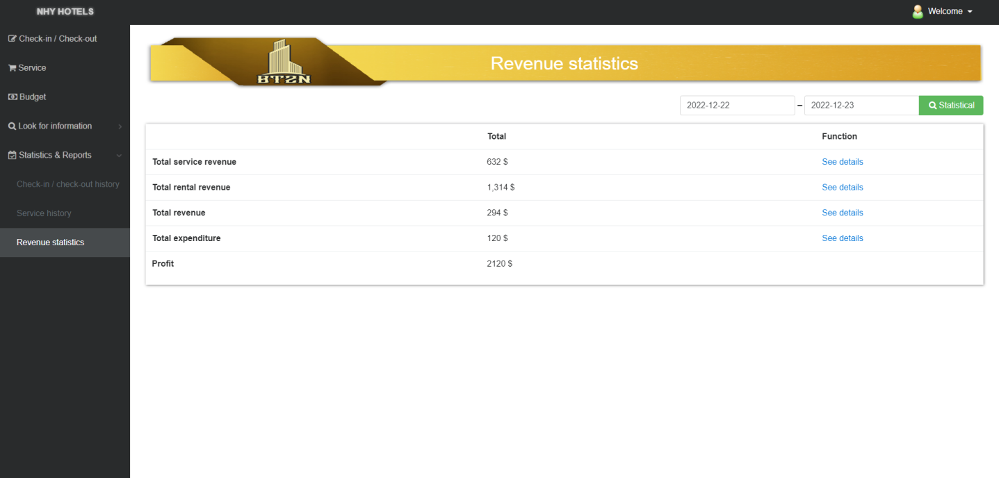 NHY HOTELS
Welcome
Check-in / Check-out
Service
Budget
Look for information
Statistics & Reports
Check-in / check-out history
Service history
Revenue statistics
BT2N
Revenue statistics
2022-12-22 – 2022-12-23 Statistical
Total Function
Total service revenue 632 $ See details
Total rental revenue 1,314 $ See details
Total revenue 294 $ See details
Total expenditure 120 $ See details
Profit 2120 $